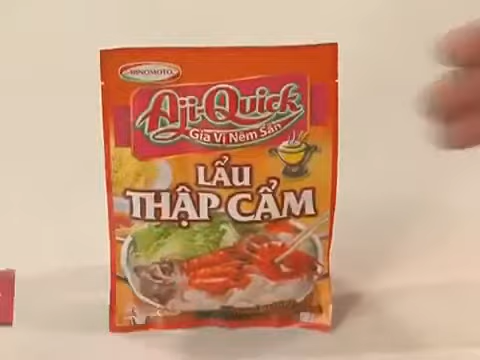 AJINOMOTO
Aji-Quick
Gia Vị Nêm Sẵn
LẨU
THẬP CẨM